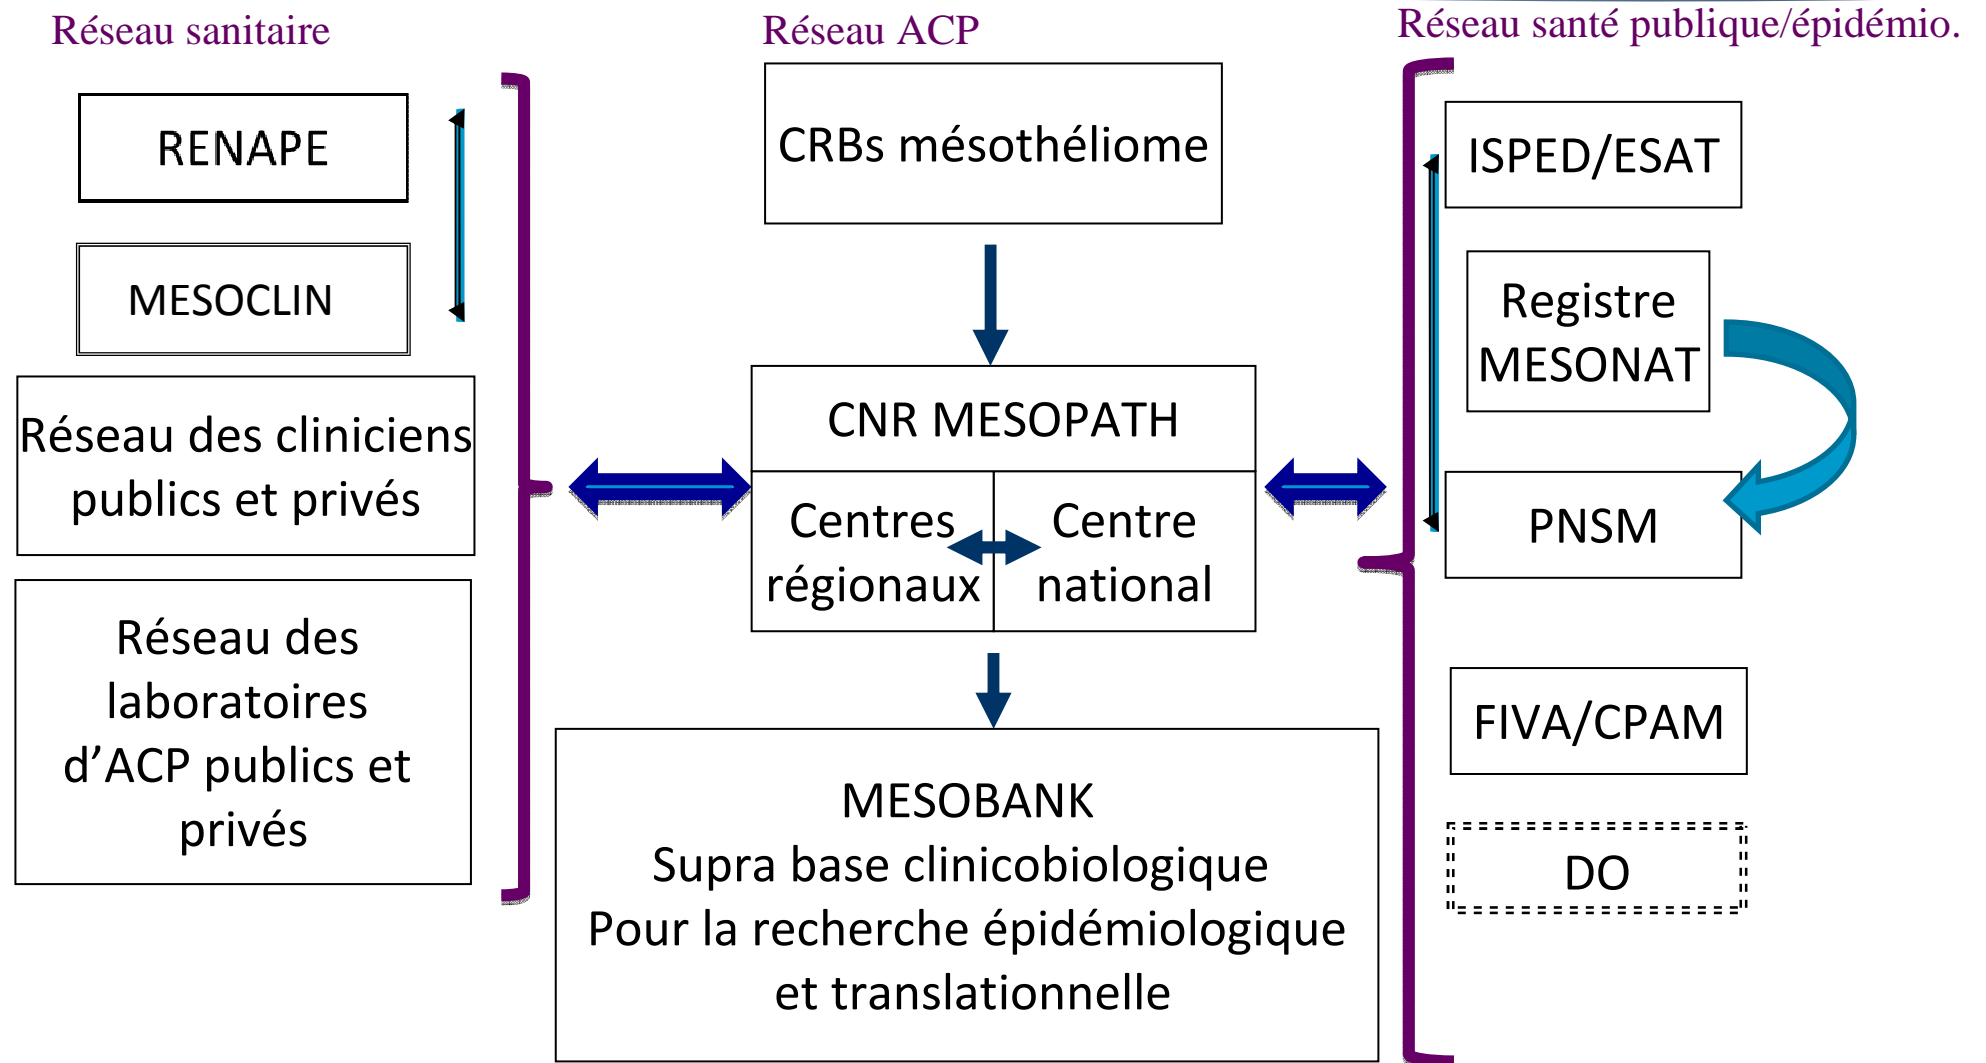 Réseau sanitaire
Réseau ACP
Réseau santé publique/épidémio.
RENAPE
MESOCLIN
Réseau des cliniciens
publics et privés
Réseau des
laboratoires
d’ACP publics et
privés
CRBs mésothéliome
CNR MESOPATH
Centres
régionaux
Centre
national
MESOBANK
Supra base clinicobiologique
Pour la recherche épidémiologique
et translationnelle
ISPED/ESAT
Registre
MESONAT
PNSM
FIVA/CPAM
DO